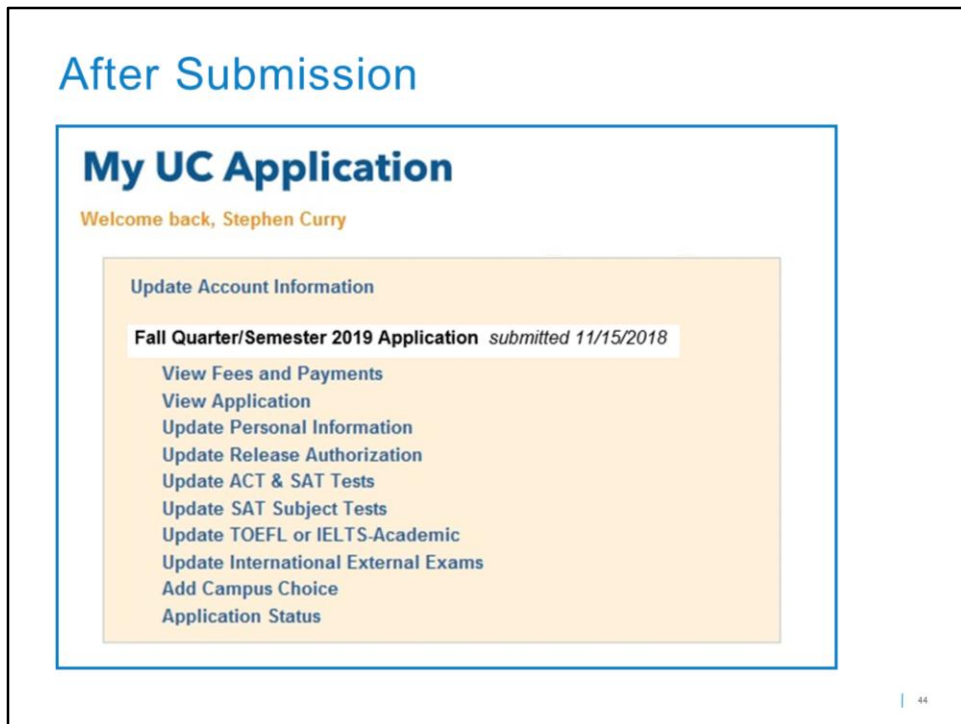 After Submission
My UC Application
Welcome back, Stephen Curry
Update Account Information
Fall Quarter/Semester 2019 Application submitted 11/15/2018
View Fees and Payments
View Application
Update Personal Information
Update Release Authorization
Update ACT & SAT Tests
Update SAT Subject Tests
Update TOEFL or IELTS-Academic
Update International External Exams
Add Campus Choice
Application Status
44